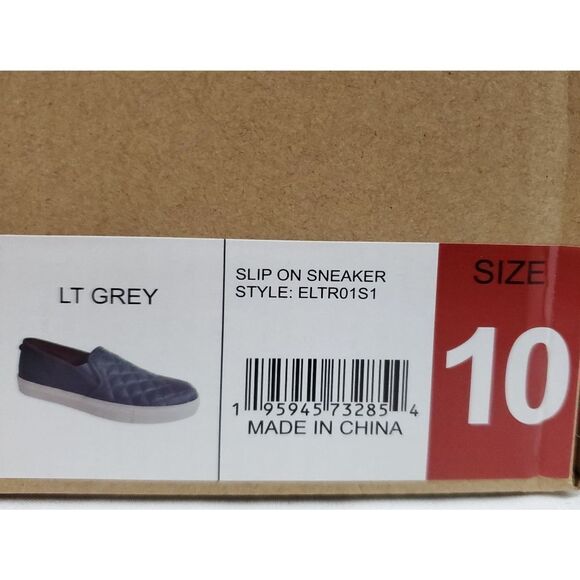 LT GREY
SLIP ON SNEAKER
STYLE: ELTR01S1
1 95945 73285 4
MADE IN CHINA
SIZE
10